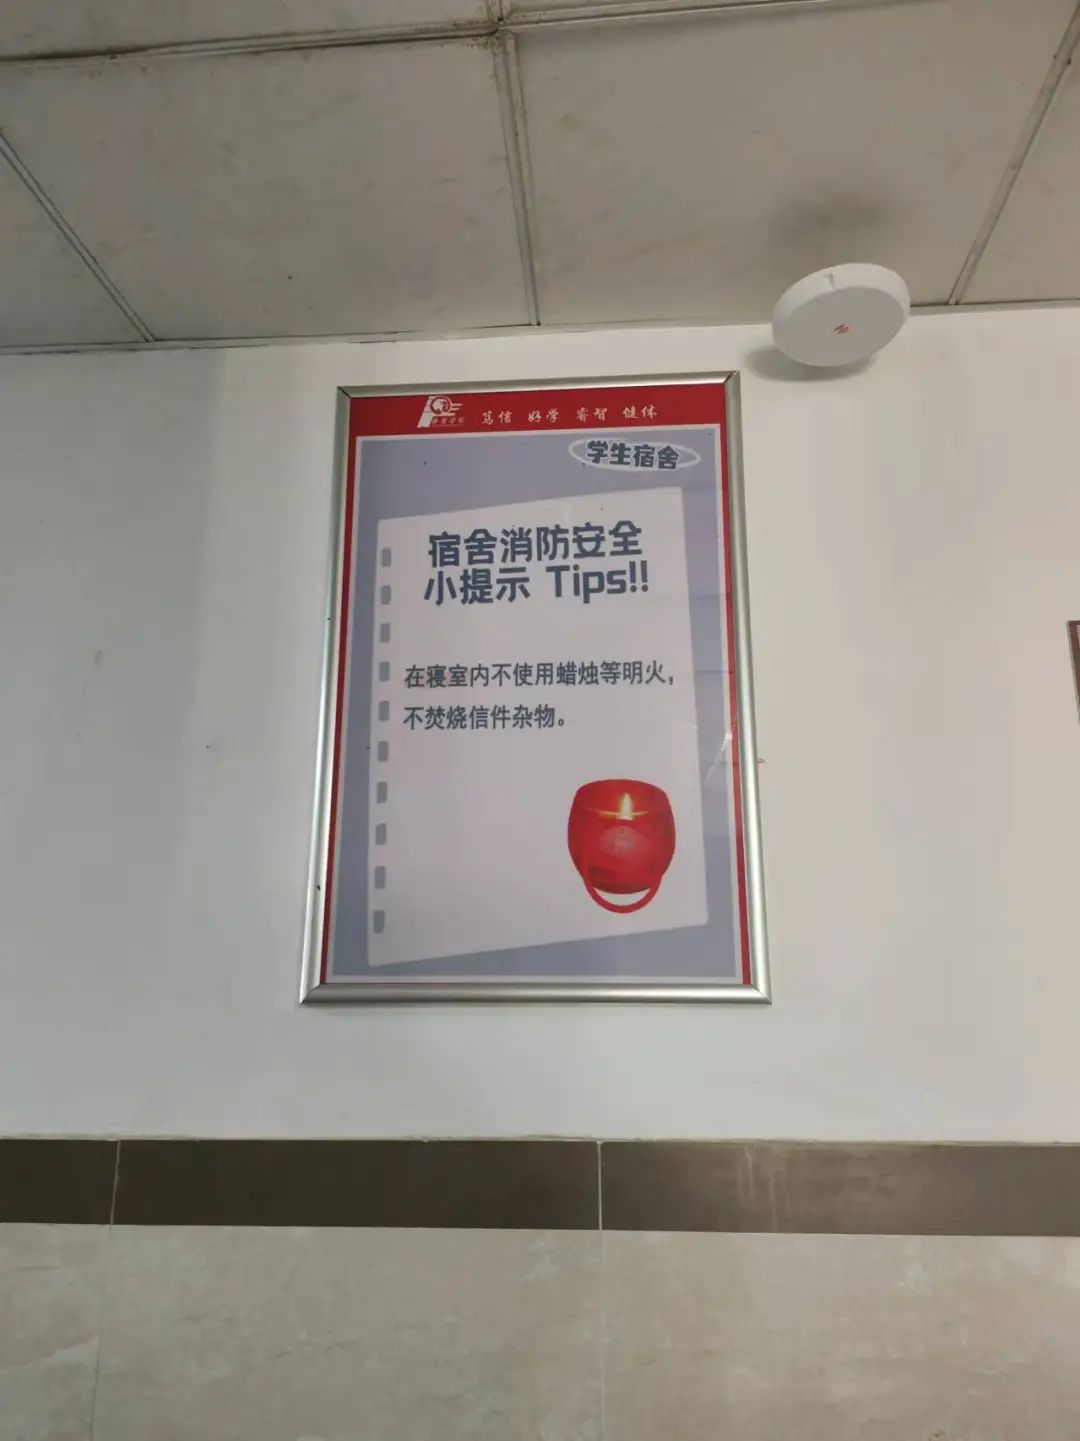 笃信 好学 睿智 健体
学生宿舍
宿舍消防安全
小提示 Tips!!
在寝室内不使用蜡烛等明火，
不焚烧信件杂物。